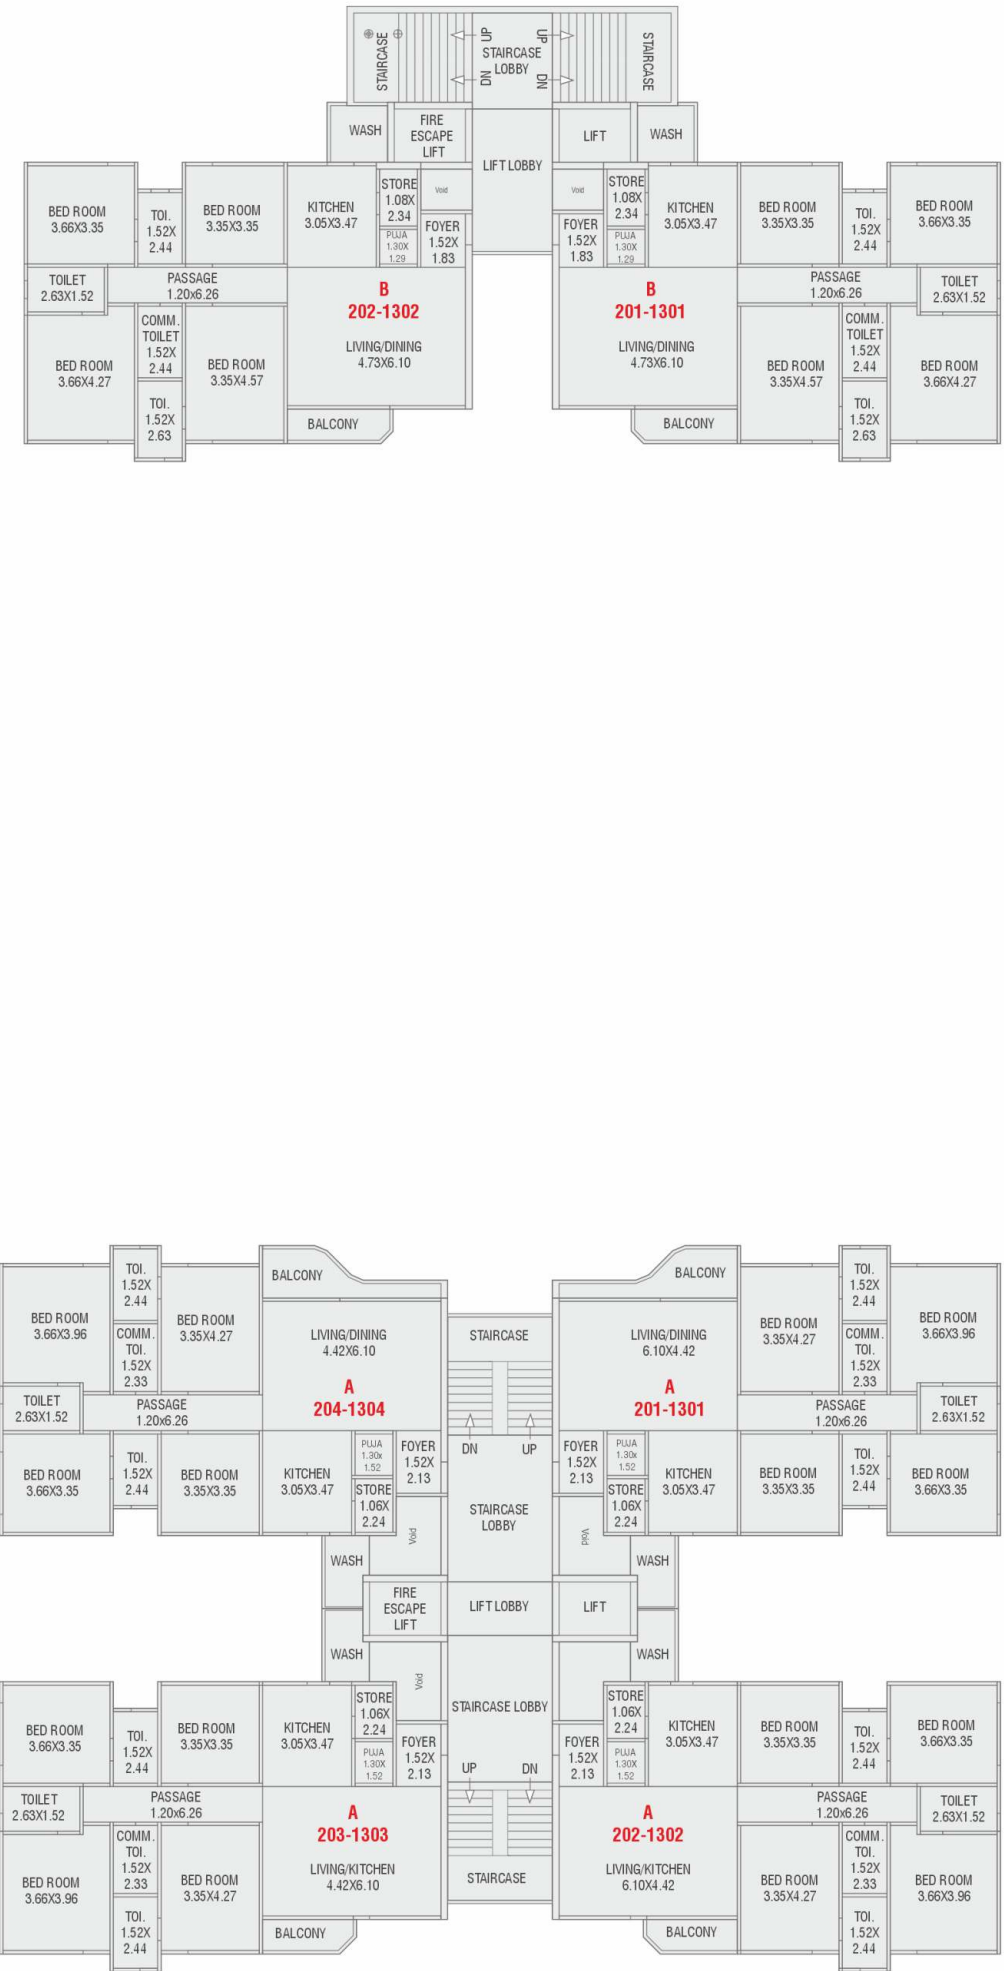 STAIRCASE
UP
UP
STAIRCASE
LOBBY
DN
DN
STAIRCASE
WASH
FIRE
ESCAPE
LIFT
LIFT LOBBY
LIFT
WASH
BED ROOM
3.66X3.35
TOI.
1.52X
2.44
BED ROOM
3.35X3.35
KITCHEN
3.05X3.47
STORE
1.08X
2.34
Void
PUJA
1.30X
1.29
FOYER
1.52X
1.83
Void
FOYER
1.52X
1.83
STORE
1.08X
2.34
PUJA
1.30X
1.29
KITCHEN
3.05X3.47
BED ROOM
3.35X3.35
TOI.
1.52X
2.44
BED ROOM
3.66X3.35
TOILET
2.63X1.52
PASSAGE
1.20x6.26
B
202-1302
LIVING/DINING
4.73X6.10
B
201-1301
LIVING/DINING
4.73X6.10
PASSAGE
1.20x6.26
TOILET
2.63X1.52
BED ROOM
3.66X4.27
COMM.
TOILET
1.52X
2.44
TOI.
1.52X
2.63
BED ROOM
3.35X4.57
BALCONY
BALCONY
BED ROOM
3.35X4.57
COMM.
TOILET
1.52X
2.44
TOI.
1.52X
2.63
BED ROOM
3.66X4.27
BED ROOM
3.66X3.96
TOI.
1.52X
2.44
COMM.
TOI.
1.52X
2.33
BED ROOM
3.35X4.27
BALCONY
LIVING/DINING
4.42X6.10
A
204-1304
STAIRCASE
DN
UP
BALCONY
LIVING/DINING
6.10X4.42
A
201-1301
BED ROOM
3.35X4.27
TOI.
1.52X
2.44
COMM.
TOI.
1.52X
2.33
BED ROOM
3.66X3.96
TOILET
2.63X1.52
PASSAGE
1.20x6.26
PASSAGE
1.20x6.26
TOILET
2.63X1.52
BED ROOM
3.66X3.35
TOI.
1.52X
2.44
BED ROOM
3.35X3.35
KITCHEN
3.05X3.47
PUJA
1.30x
1.52
STORE
1.06X
2.24
FOYER
1.52X
2.13
Void
STAIRCASE
LOBBY
FOYER
1.52X
2.13
Void
PUJA
1.30x
1.52
STORE
1.06X
2.24
KITCHEN
3.05X3.47
BED ROOM
3.35X3.35
TOI.
1.52X
2.44
BED ROOM
3.66X3.35
WASH
WASH
FIRE
ESCAPE
LIFT
LIFT LOBBY
LIFT
WASH
WASH
Void
STAIRCASE LOBBY
BED ROOM
3.66X3.35
TOI.
1.52X
2.44
BED ROOM
3.35X3.35
KITCHEN
3.05X3.47
STORE
1.06X
2.24
PUJA
1.30X
1.52
FOYER
1.52X
2.13
UP
DN
FOYER
1.52X
2.13
STORE
1.06X
2.24
PUJA
1.30X
1.52
KITCHEN
3.05X3.47
BED ROOM
3.35X3.35
TOI.
1.52X
2.44
BED ROOM
3.66X3.35
TOILET
2.63X1.52
PASSAGE
1.20x6.26
A
203-1303
LIVING/KITCHEN
4.42X6.10
STAIRCASE
A
202-1302
LIVING/KITCHEN
6.10X4.42
PASSAGE
1.20x6.26
TOILET
2.63X1.52
BED ROOM
3.66X3.96
COMM.
TOI.
1.52X
2.33
TOI.
1.52X
2.44
BED ROOM
3.35X4.27
BALCONY
BALCONY
BED ROOM
3.35X4.27
COMM.
TOI.
1.52X
2.33
TOI.
1.52X
2.44
BED ROOM
3.66X3.96